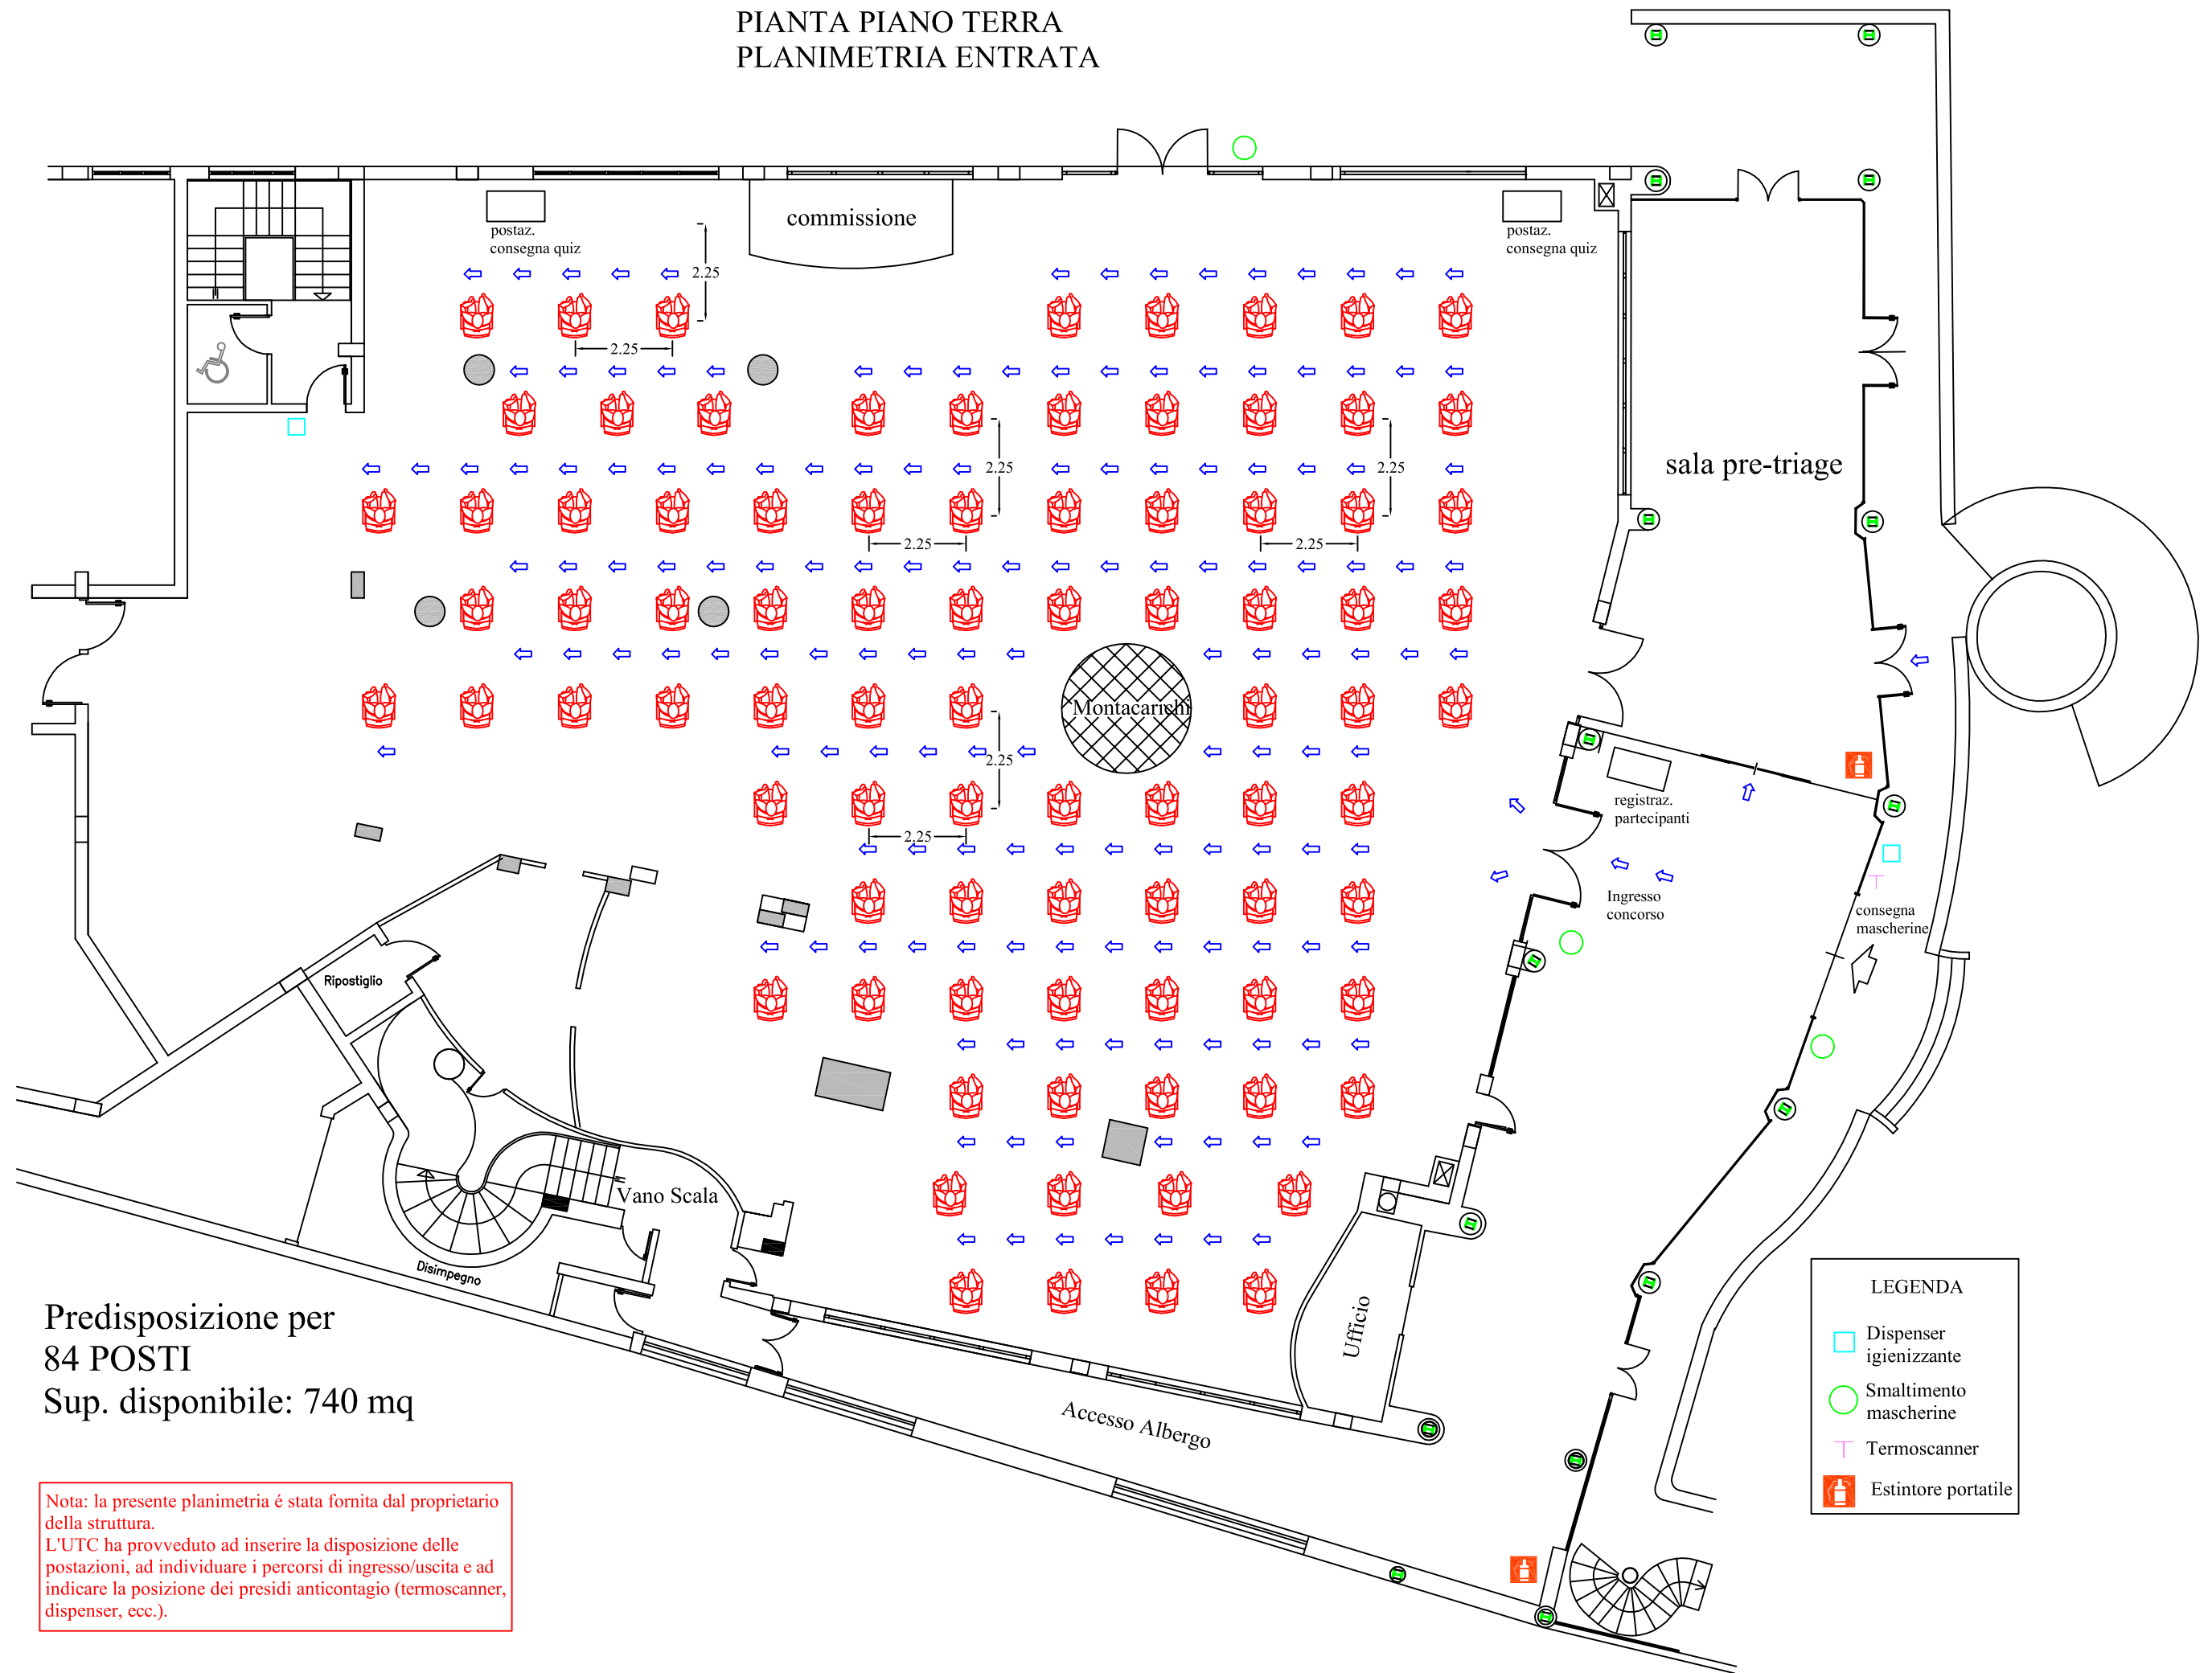 PIANTA PIANO TERRA
PLANIMETRIA ENTRATA
commissione
postaz.
consegna quiz
postaz.
consegna quiz
2.25
2.25
sala pre-triage
2.25
2.25
2.25
2.25
Montacarichi
2.25
2.25
registraz.
partecipanti
Ingresso
concorso
consegna
mascherine
Ripostiglio
Vano Scala
Disimpegno
Ufficio
Accesso Albergo
Predisposizione per
84 POSTI
Sup. disponibile: 740 mq
LEGENDA
Dispenser
igienizzante
Smaltimento
mascherine
Termoscanner
Estintore portatile
Nota: la presente planimetria é stata fornita dal proprietario
della struttura.
L'UTC ha provveduto ad inserire la disposizione delle
postazioni, ad individuare i percorsi di ingresso/uscita e ad
indicare la posizione dei presidi anticontagio (termoscanner,
dispenser, ecc.).